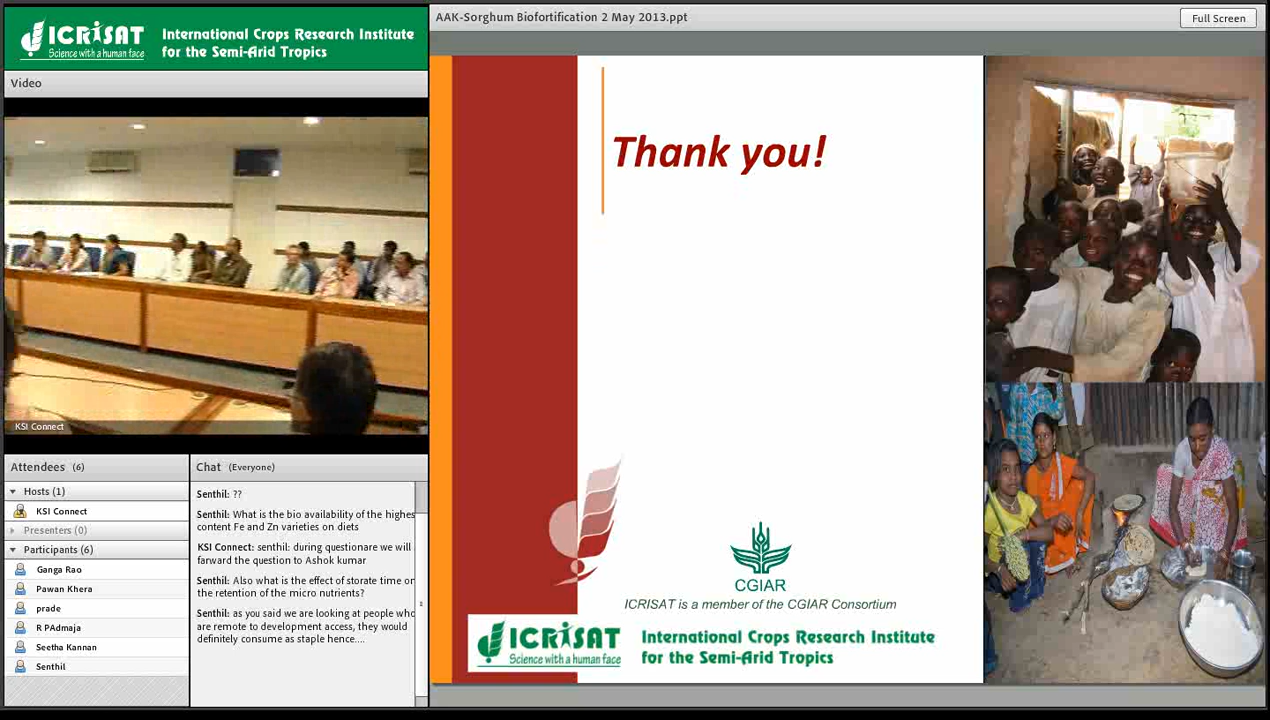 ICRISAT
Science with a human face
International Crops Research Institute
for the Semi-Arid Tropics
Video
KSI Connect
Attendees (6)
Hosts (1)
KSI Connect
Presenters (0)
Participants (6)
Ganga Rao
Pawan Khera
prade
R PAdmaja
Seetha Kannan
Senthil
Chat (Everyone)
Senthil: ??
Senthil: What is the bio availability of the highes
content Fe and Zn varieties on diets
KSI Connect: senthil: during questionare we will
farward the question to Ashok kumar
Senthil: Also what is the effect of storate time on
the retention of the micro nutrients?
Senthil: as you said we are looking at people who
are remote to development access, they would
definitely consume as staple hence....
AAK-Sorghum Biofortification 2 May 2013.ppt
Full Screen
Thank you!
CGIAR
ICRISAT is a member of the CGIAR Consortium
ICRISAT
Science with a human face
International Crops Research Institute
for the Semi-Arid Tropics